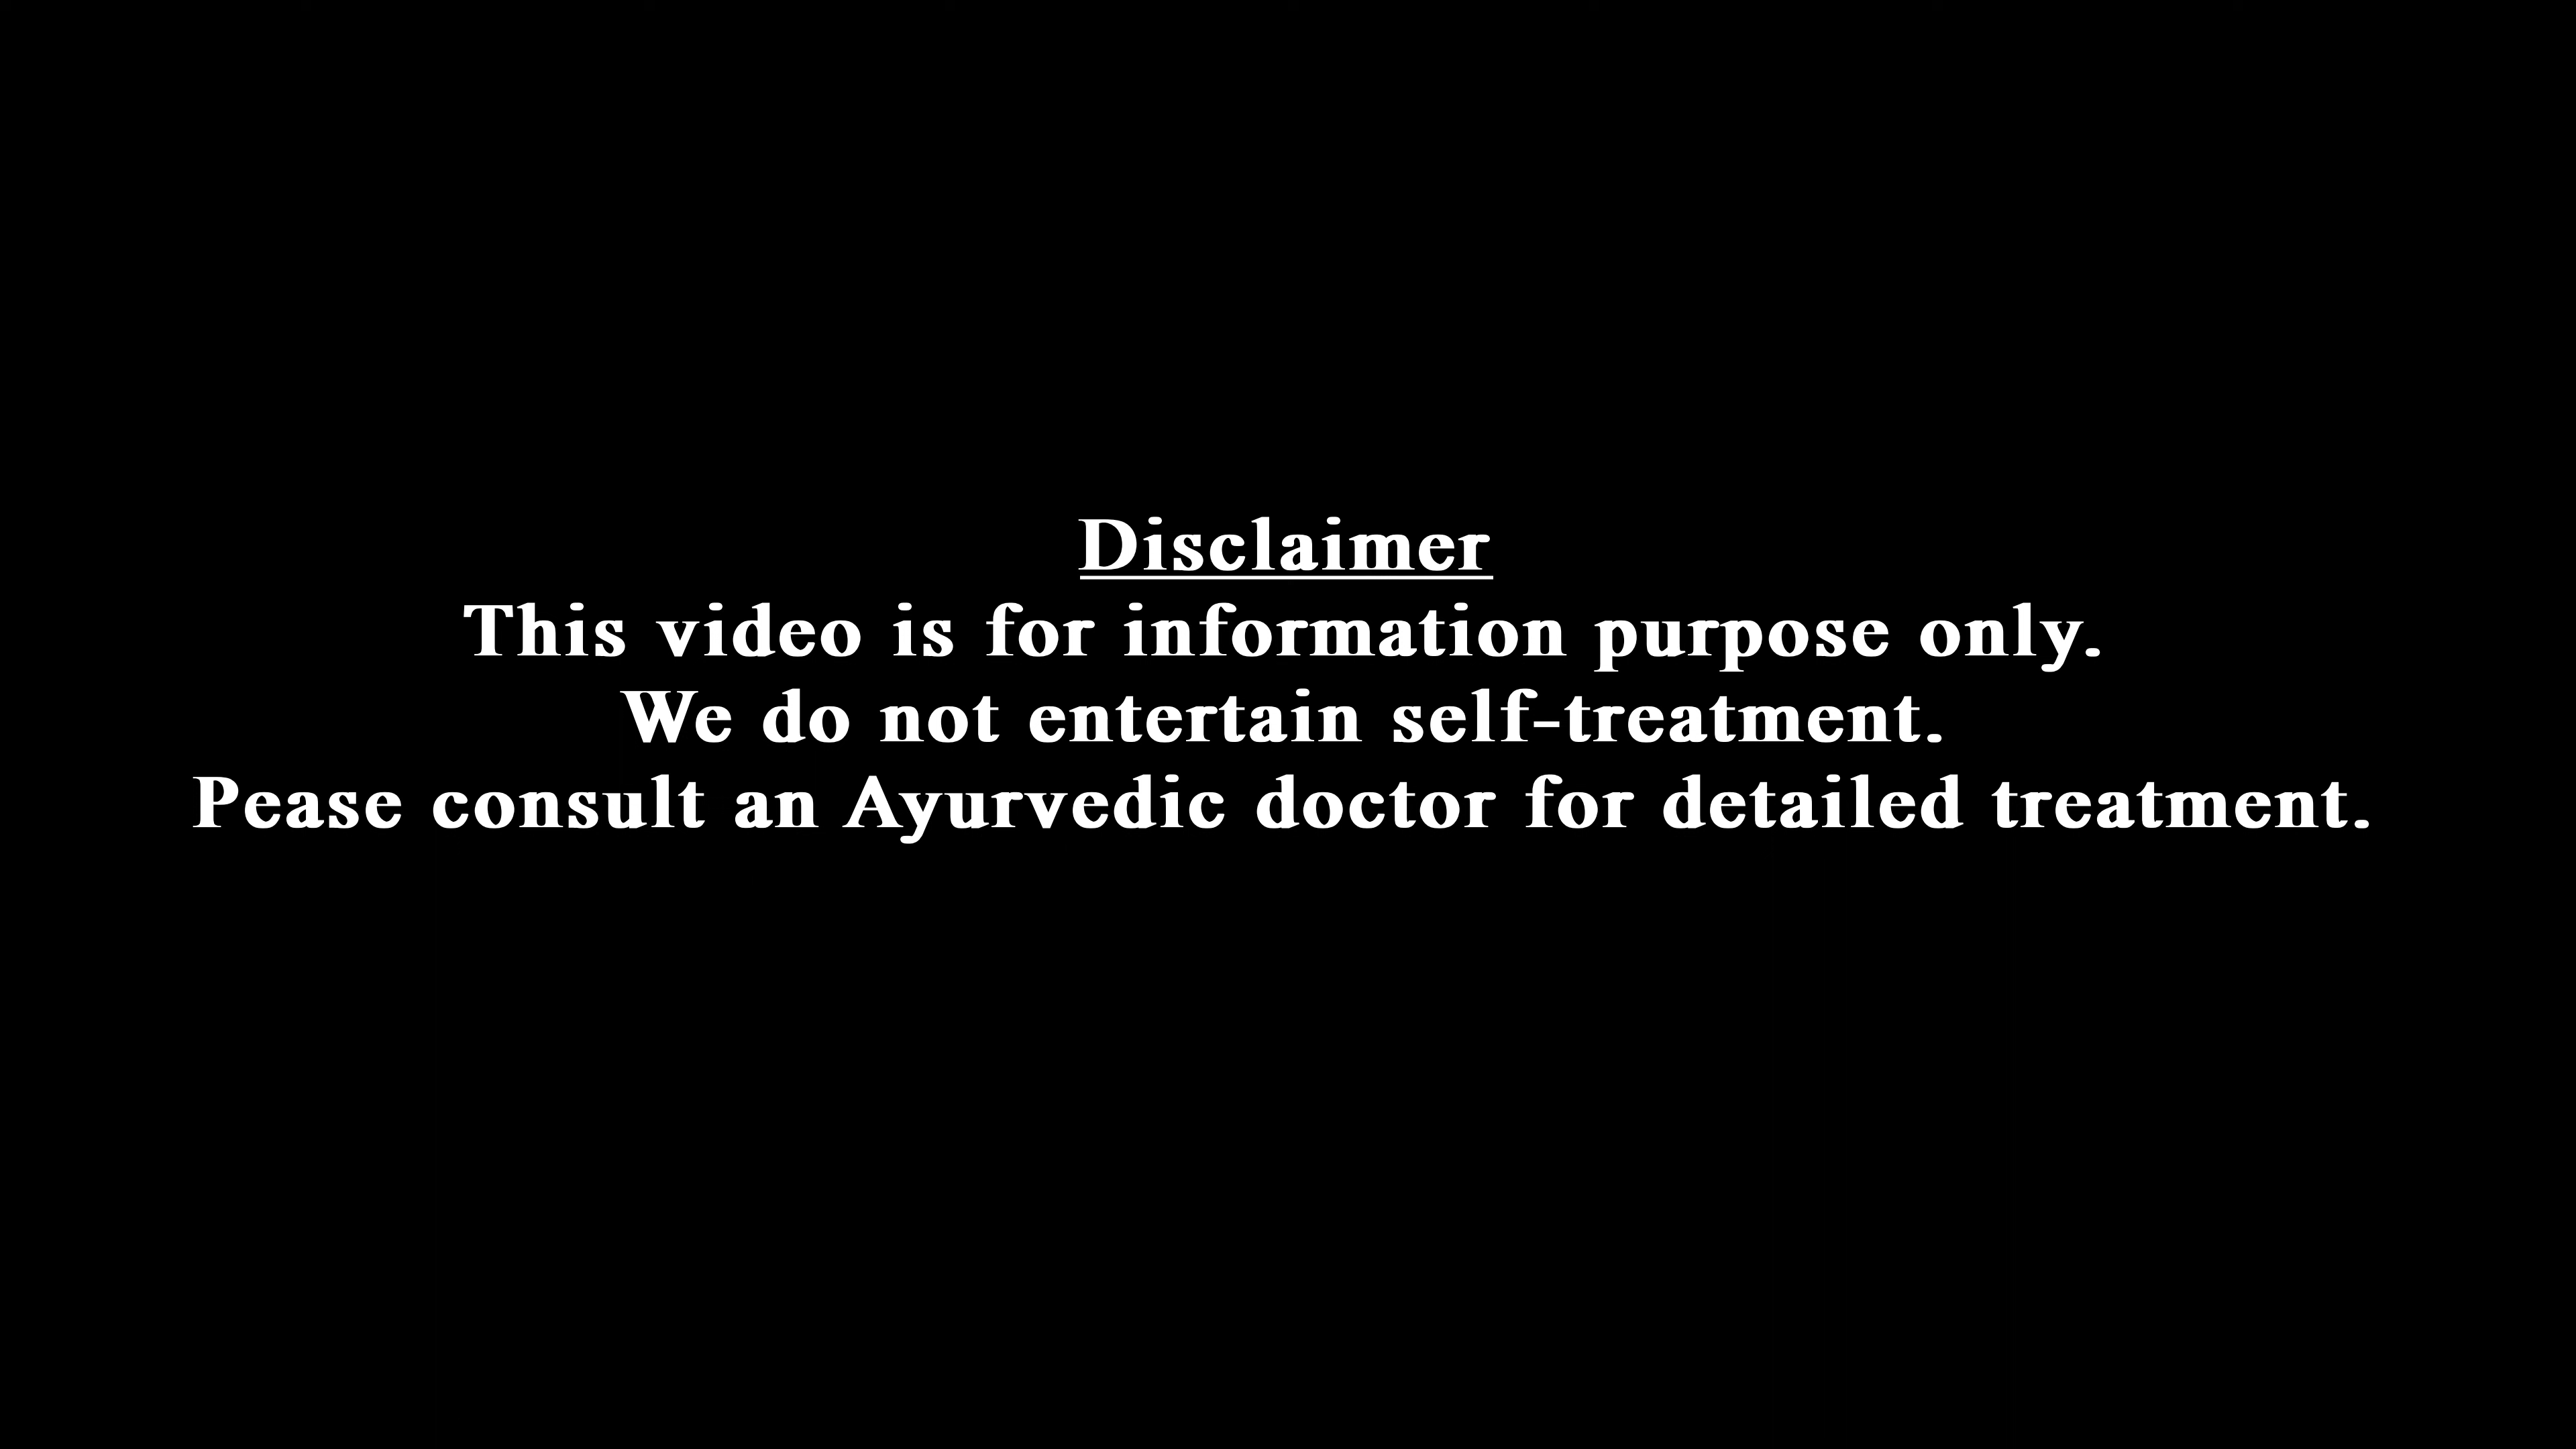 Disclaimer
This video is for information purpose only.
We do not entertain self-treatment.
Pease consult an Ayurvedic doctor for detailed treatment.